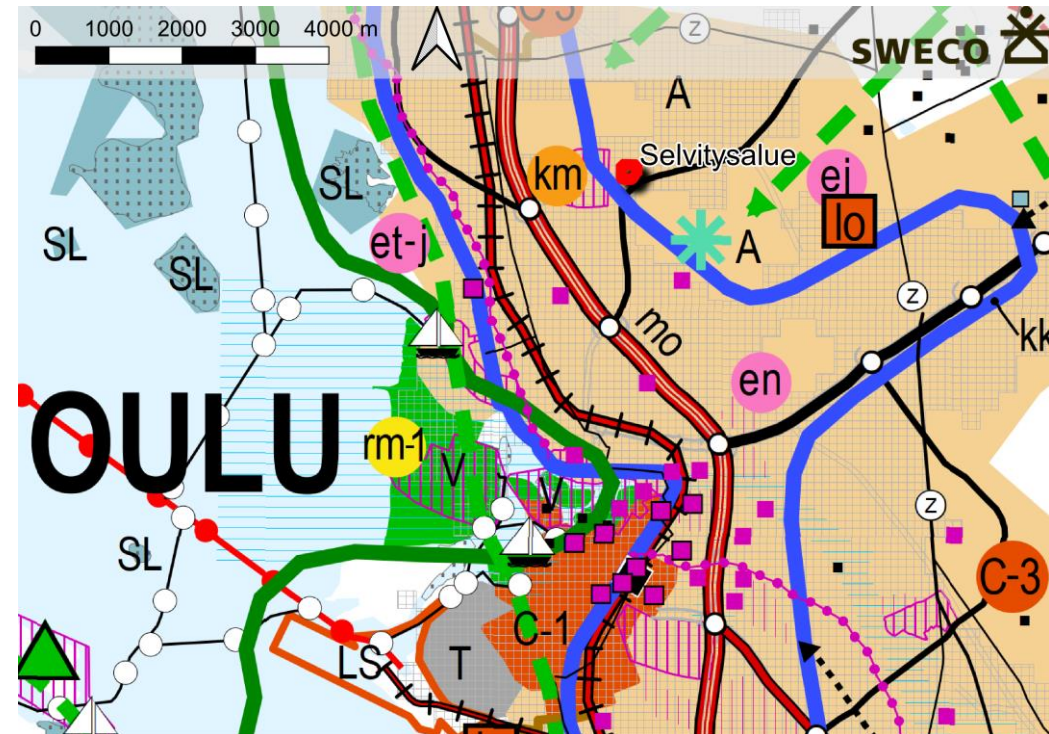 0 1000 2000 3000 4000 m
C-3
z
SWECO
A
Selvitysalue
km
ej
SL
lo
et-j
A
SL
SL
z
mo
kk
en
OULU
rm-1
V
V
z
SL
C-3
C-1
LS
T